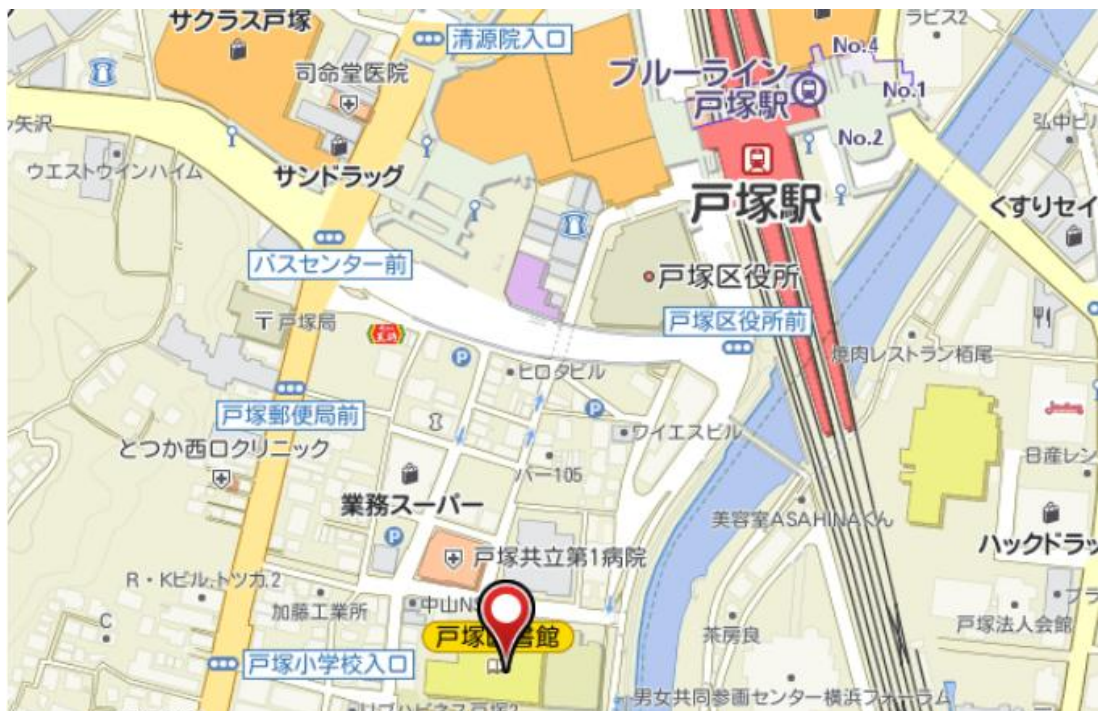 サクラス戸塚
清源院入口
ラピス2
No.4
司命堂医院
ブルーライン
戸塚駅
No.1
矢沢
No.2
ウエストウインハイム
サンドラッグ
戸塚駅
くすりセイ
バスセンター前
戸塚区役所
〒戸塚局
戸塚区役所前
ヒロタビル
焼肉レストラン栢尾
戸塚郵便局前
ワイエスビル
とつか西口クリニック
バー105
日産レン
業務スーパー
美容室ASAHINAくん
ハックドラッ
戸塚共立第1病院
R・Kビル.トツカ.2
加藤工業所
中山N
C
茶房良
戸塚法人会館
戸塚小学校入口
男女共同参画センター横浜フォーラム